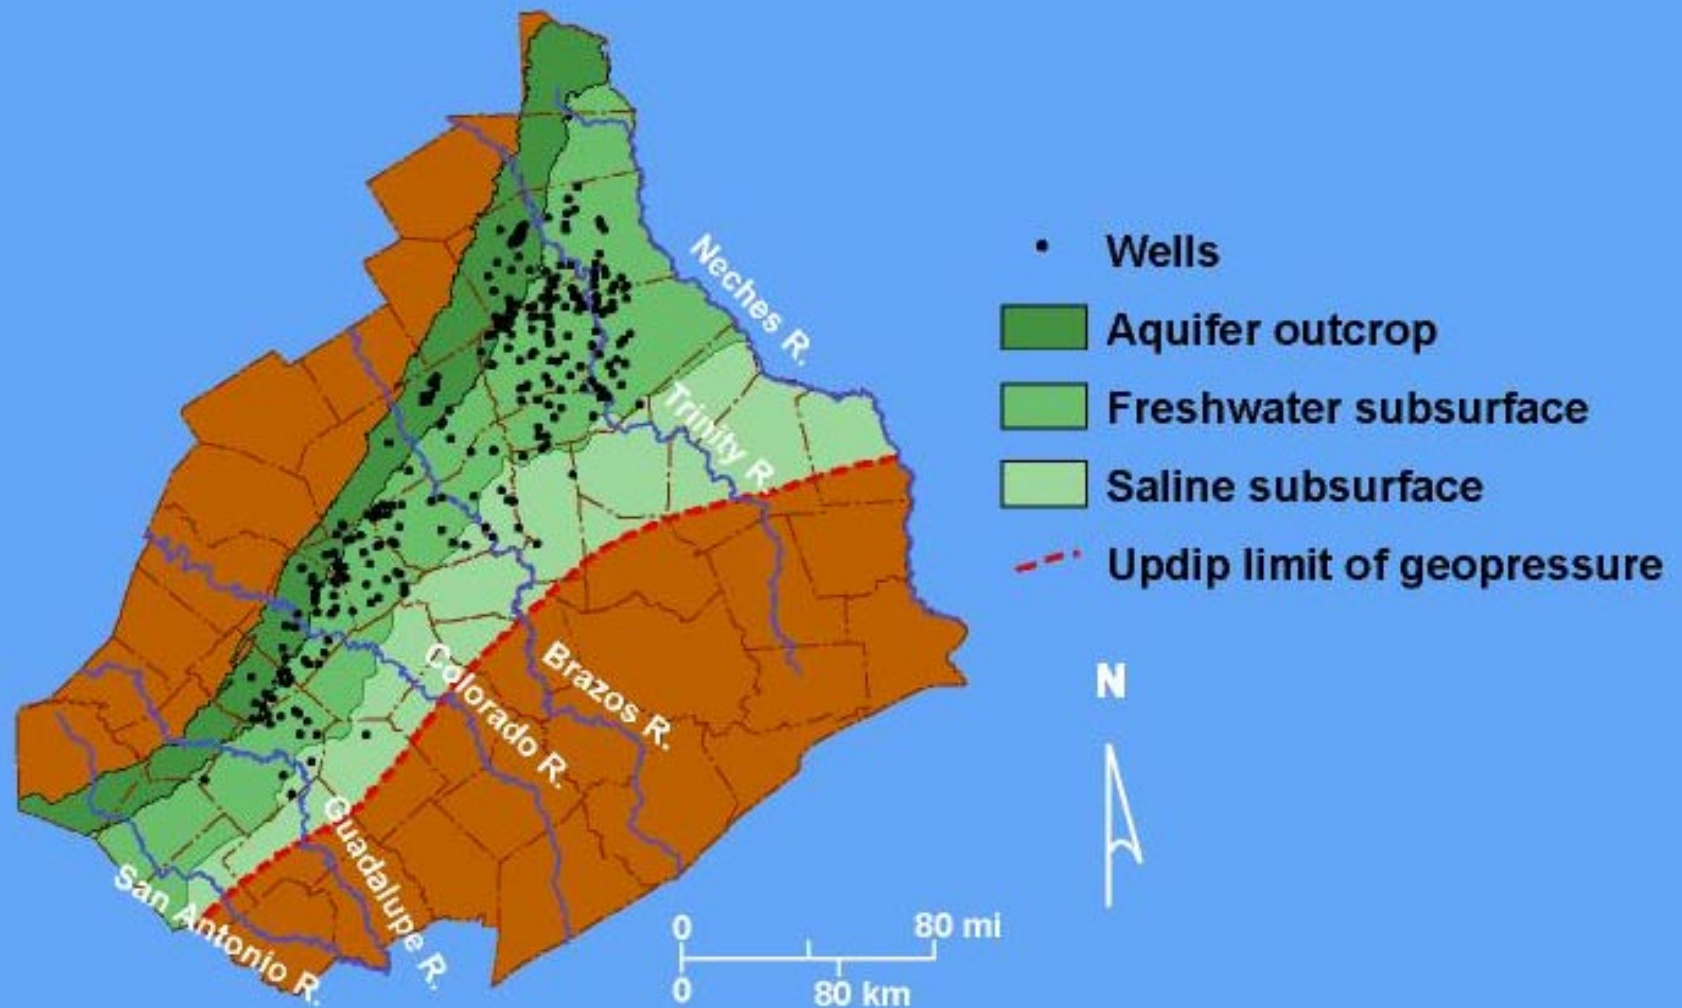 Neches R.
Trinity R.
Brazos R.
Colorado R.
Guadalupe R.
San Antonio R.
Wells
Aquifer outcrop
Freshwater subsurface
Saline subsurface
Updip limit of geopressure
N
0 80 mi
0 80 km